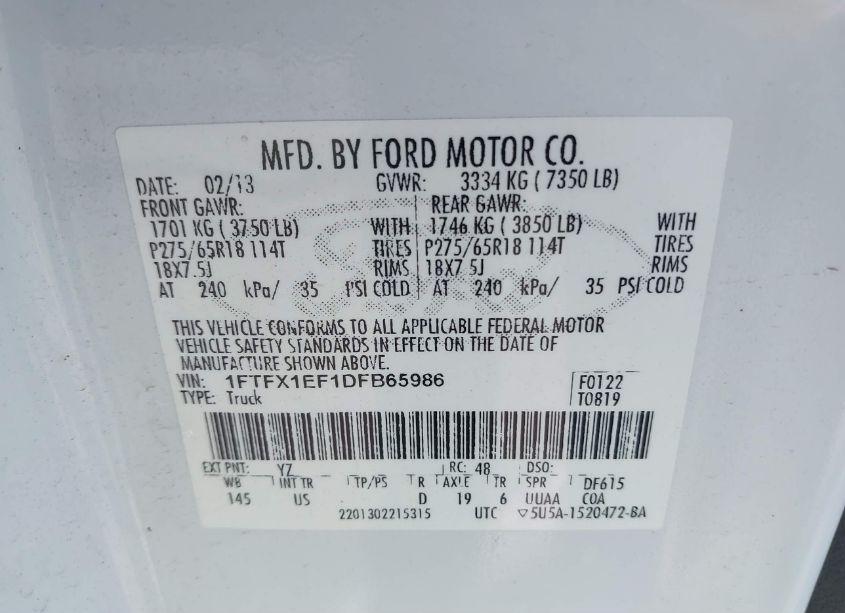 MFD. BY FORD MOTOR CO.
DATE: 02/13 GVWR: 3334 KG ( 7350 LB)
FRONT GAWR: REAR GAWR:
1701 KG ( 3750 LB) WITH 1746 KG ( 3850 LB) WITH
P275/65R18 114T TIRES P275/65R18 114T TIRES
18X7.5J RIMS 18X7.5J RIMS
AT 240 kPa/ 35 PSI COLD AT 240 kPa/ 35 PSI COLD
THIS VEHICLE CONFORMS TO ALL APPLICABLE FEDERAL MOTOR
VEHICLE SAFETY STANDARDS IN EFFECT ON THE DATE OF
MANUFACTURE SHOWN ABOVE.
VIN: 1FTFX1EF1DFB65986 F0122
TYPE: Truck T0819
EXT PNT: YZ RC: 48 DSO:
WB INT TR TP/PS R AXLE TR SPR DF615
145 US D 19 6 UUAA COA
2201302215315 UTC ▽5U5A-1520472-BA